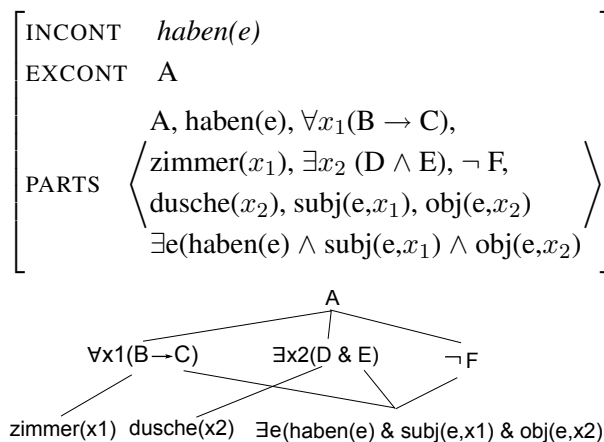 INCONT haben(e)
EXCONT A
A, haben(e), ∀x₁(B → C),
zimmer(x₁), ∃x₂ (D ∧ E), ¬ F,
PARTS dusche(x₂), subj(e,x₁), obj(e,x₂)
∃e(haben(e) ∧ subj(e,x₁) ∧ obj(e,x₂)
A
∀x1(B→C) ∃x2(D & E) ¬F
zimmer(x1) dusche(x2) ∃e(haben(e) & subj(e,x1) & obj(e,x2)